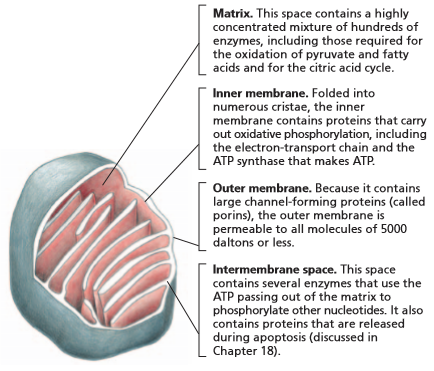 Matrix. This space contains a highly
concentrated mixture of hundreds of
enzymes, including those required for
the oxidation of pyruvate and fatty
acids and for the citric acid cycle.
Inner membrane. Folded into
numerous cristae, the inner
membrane contains proteins that carry
out oxidative phosphorylation, including
the electron-transport chain and the
ATP synthase that makes ATP.
Outer membrane. Because it contains
large channel-forming proteins (called
porins), the outer membrane is
permeable to all molecules of 5000
daltons or less.
Intermembrane space. This space
contains several enzymes that use the
ATP passing out of the matrix to
phosphorylate other nucleotides. It also
contains proteins that are released
during apoptosis (discussed in
Chapter 18).